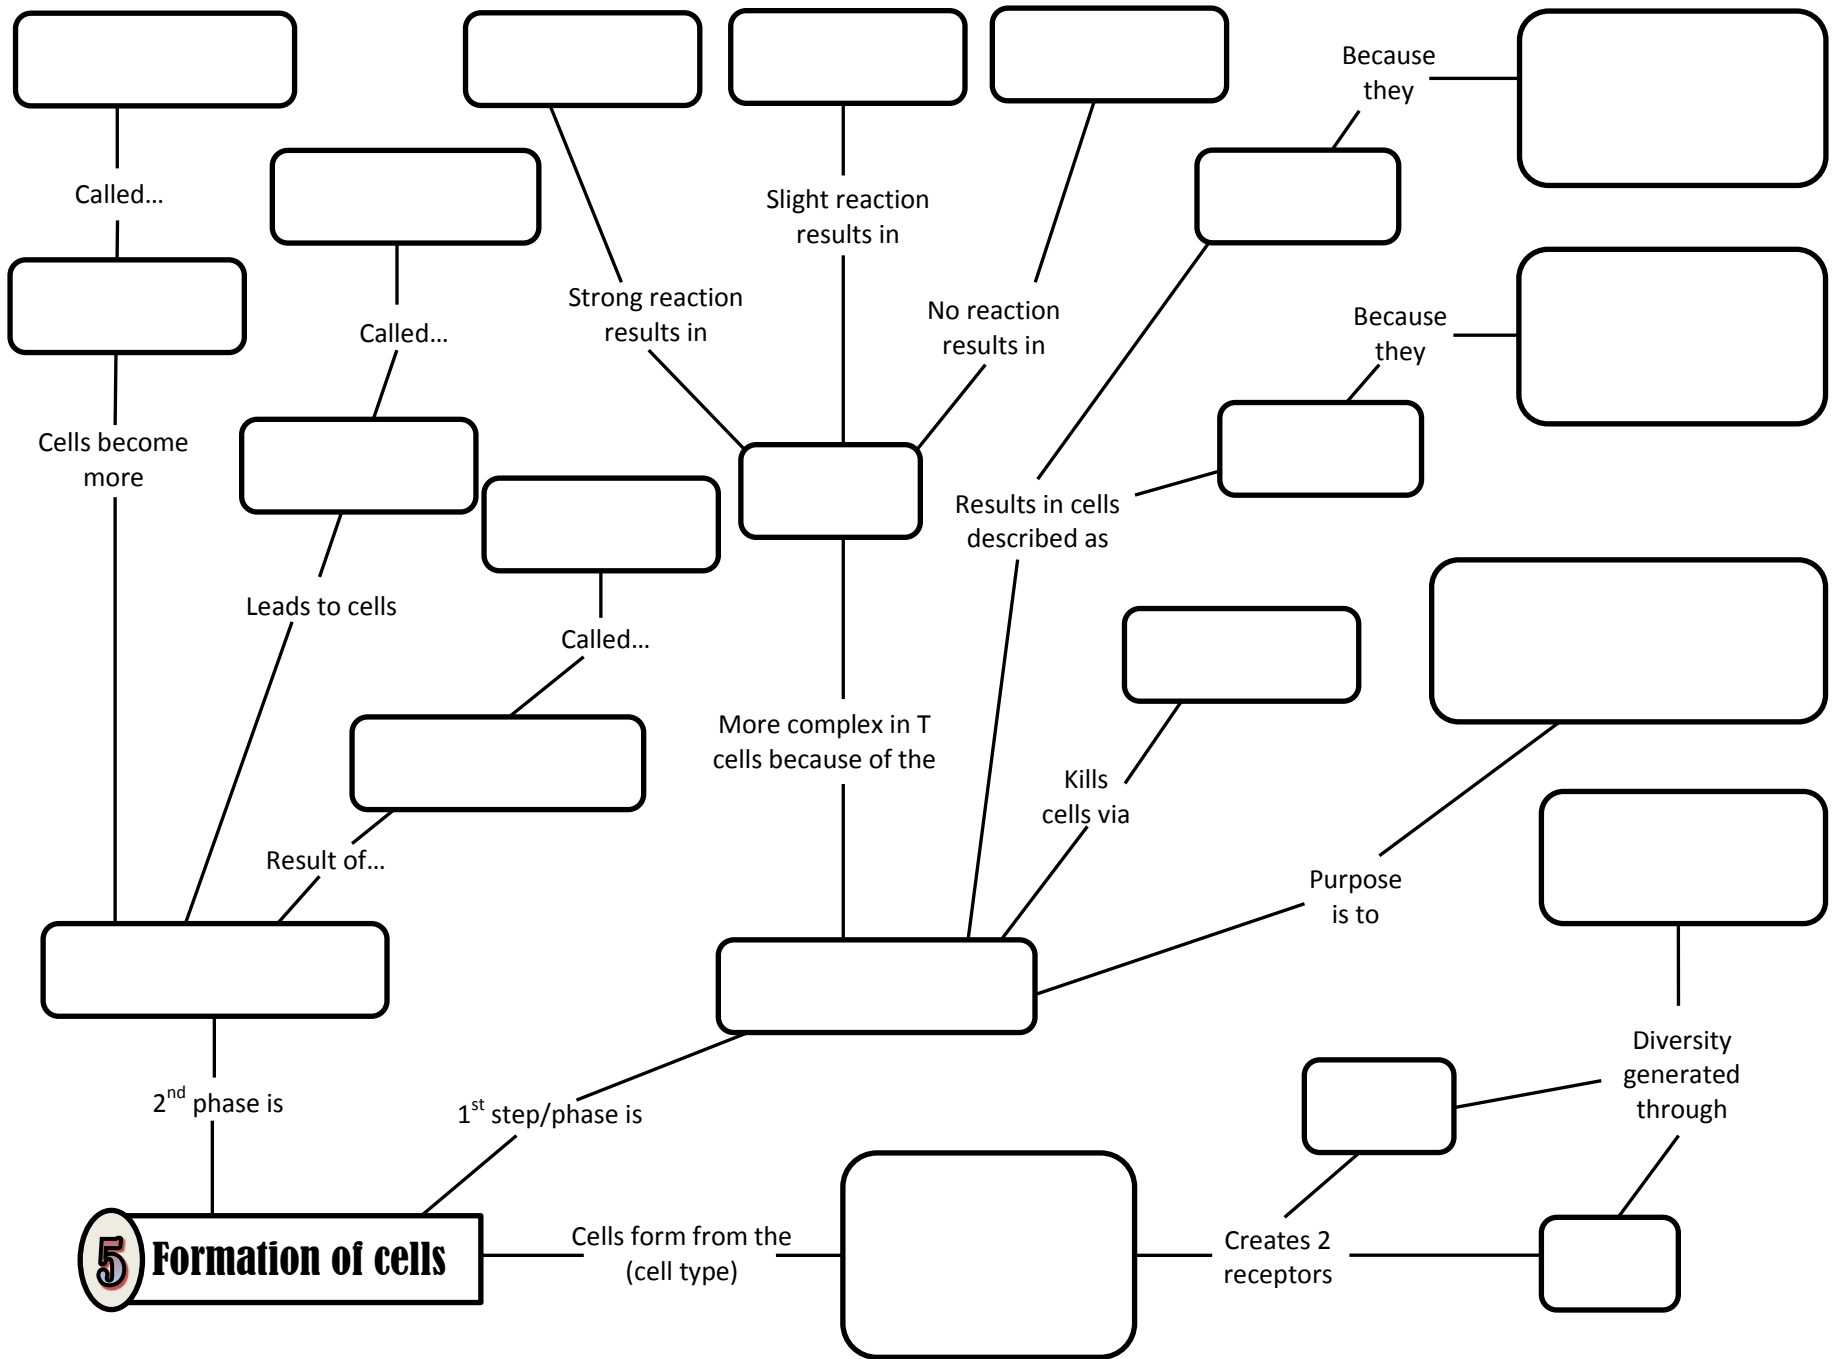 Because
they
Called…
Slight reaction
results in
Strong reaction
results in
No reaction
results in
Called…
Because
they
Cells become
more
Results in cells
described as
Leads to cells
Called…
More complex in T
cells because of the
Kills
cells via
Result of…
Purpose
is to
Diversity
generated
through
2nd phase is
1st step/phase is
5 Formation of cells
Cells form from the
(cell type)
Creates 2
receptors